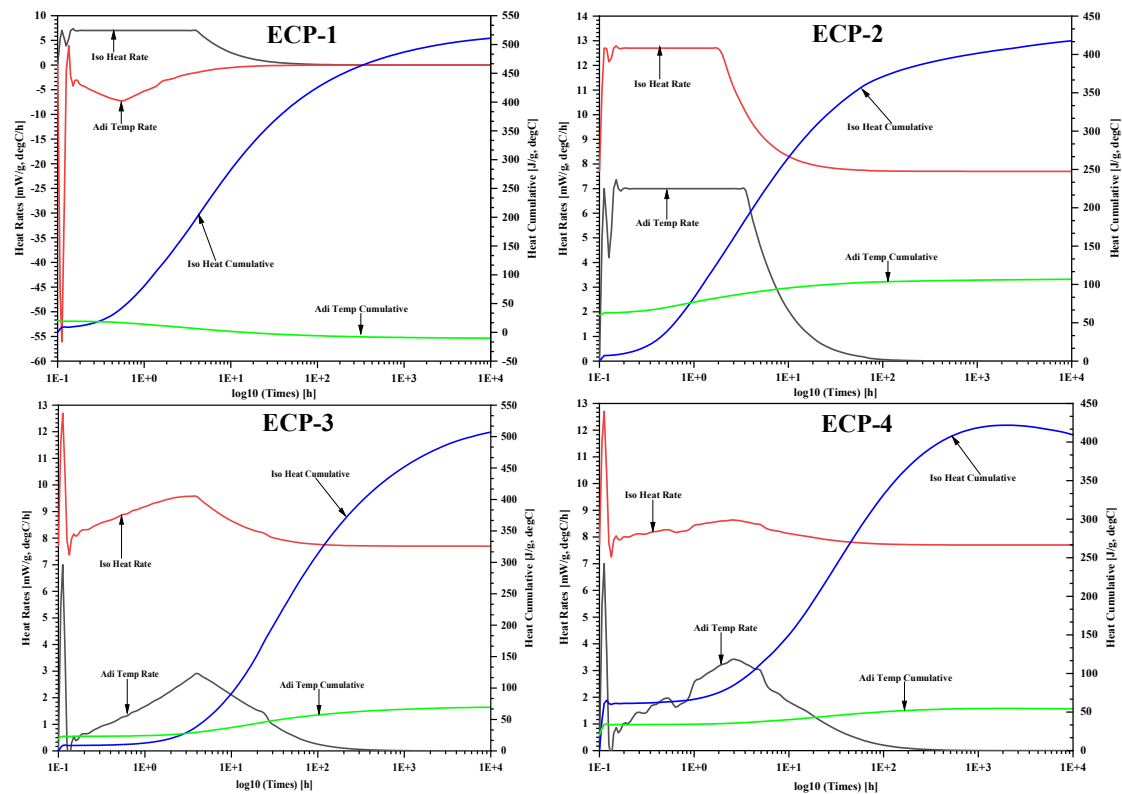 ECP-1
Heat Rates [mW/g, degC/h]
10
5
0
-5
-10
-15
-20
-25
-30
-35
-40
-45
-50
-55
-60
Iso Heat Rate
Adi Temp Rate
Iso Heat Cumulative
Adi Temp Cumulative
550
500
450
400
350
300
250
200
150
100
50
0
-50
Heat Cumulative [J/g, degC]
1E-1 1E+0 1E+1 1E+2 1E+3 1E+4
log10 (Times) [h]
ECP-2
Heat Rates [mW/g, degC/h]
14
13
12
11
10
9
8
7
6
5
4
3
2
1
0
Iso Heat Rate
Iso Heat Cumulative
Adi Temp Rate
Adi Temp Cumulative
450
400
350
300
250
200
150
100
50
0
Heat Cumulative [J/g, degC]
1E-1 1E+0 1E+1 1E+2 1E+3 1E+4
log10 (Times) [h]
ECP-3
Heat Rates [mW/g, degC/h]
13
12
11
10
9
8
7
6
5
4
3
2
1
0
Iso Heat Cumulative
Iso Heat Rate
Adi Temp Rate
Adi Temp Cumulative
550
500
450
400
350
300
250
200
150
100
50
0
Heat Cumulative [J/g, degC]
1E-1 1E+0 1E+1 1E+2 1E+3 1E+4
log10 (Times) [h]
ECP-4
Heat Rates [mW/g, degC/h]
13
12
11
10
9
8
7
6
5
4
3
2
1
0
Iso Heat Rate
Iso Heat Cumulative
Adi Temp Rate
Adi Temp Cumulative
450
400
350
300
250
200
150
100
50
0
Heat Cumulative [J/g, degC]
1E-1 1E+0 1E+1 1E+2 1E+3 1E+4
log10 (Times) [h]